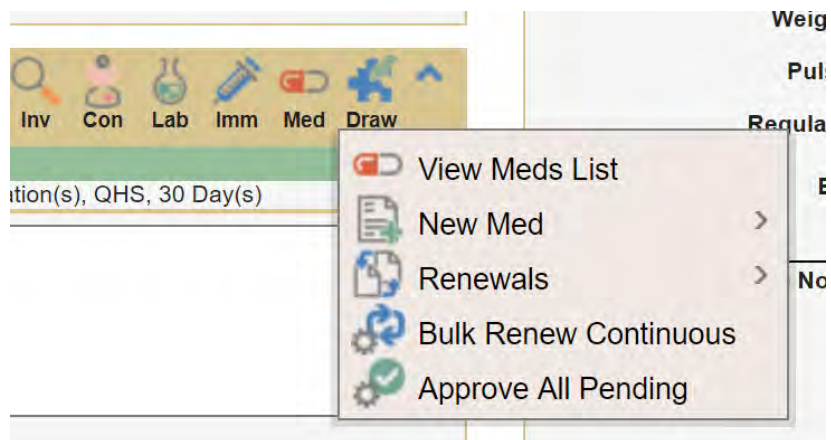 Inv Con Lab Imm Med Draw
View Meds List
New Med
Renewals
Bulk Renew Continuous
Approve All Pending
QHS, 30 Day(s)